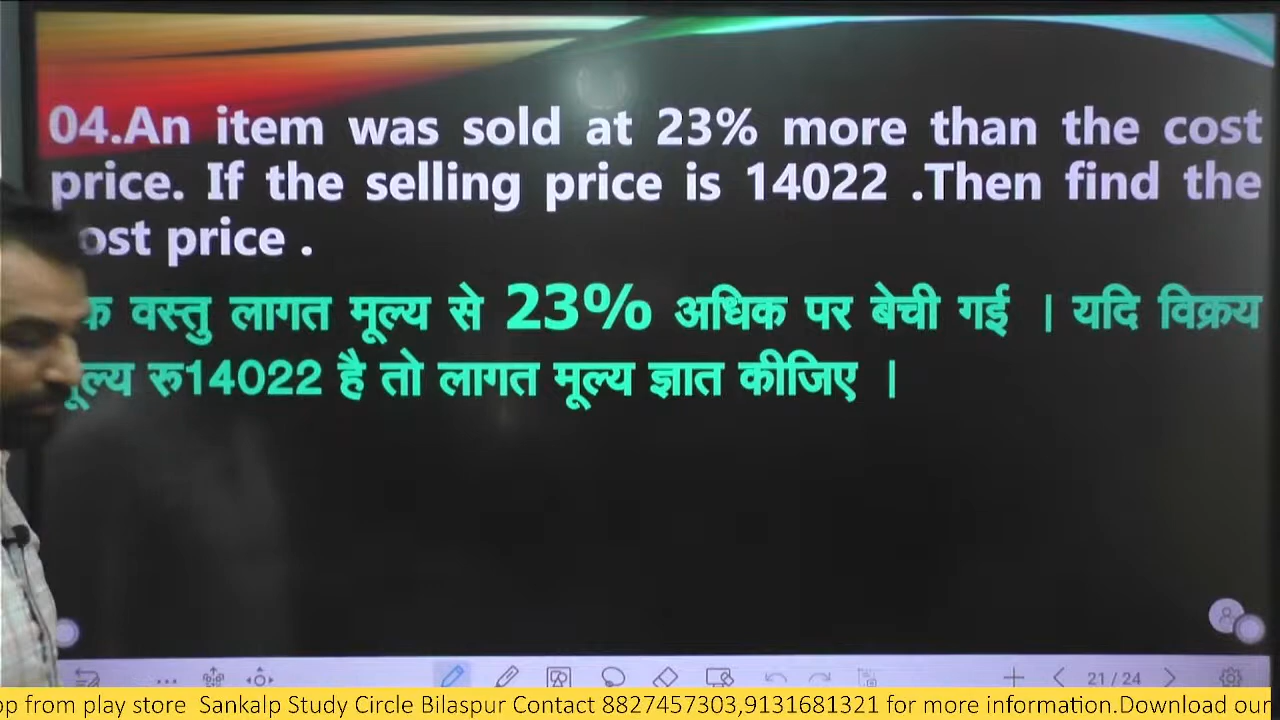 04.An item was sold at 23% more than the cost
price. If the selling price is 14022 .Then find the
ost price .
क वस्तु लागत मूल्य से 23% अधिक पर बेची गई । यदि विक्रय
मूल्य रु14022 है तो लागत मूल्य ज्ञात कीजिए ।
21/24
pp from play store Sankalp Study Circle Bilaspur Contact 8827457303,9131681321 for more information.Download our